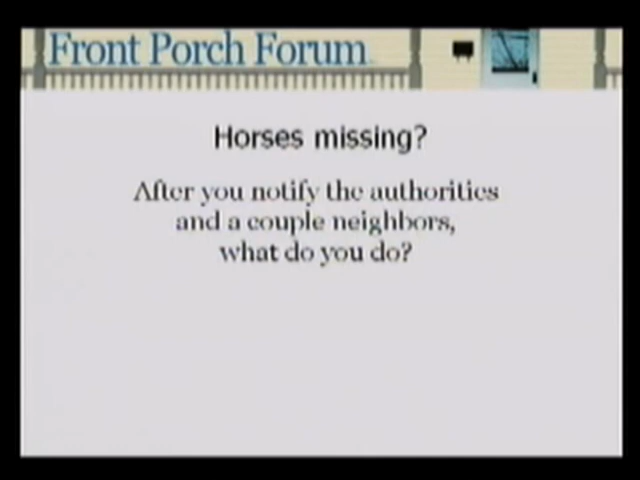 Front Porch Forum
Horses missing?
After you notify the authorities
and a couple neighbors,
what do you do?